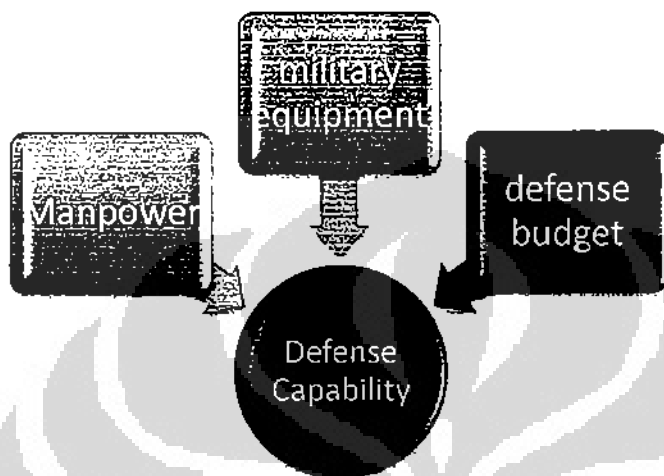 military
equipment
Manpower
defense
budget
Defense
Capability